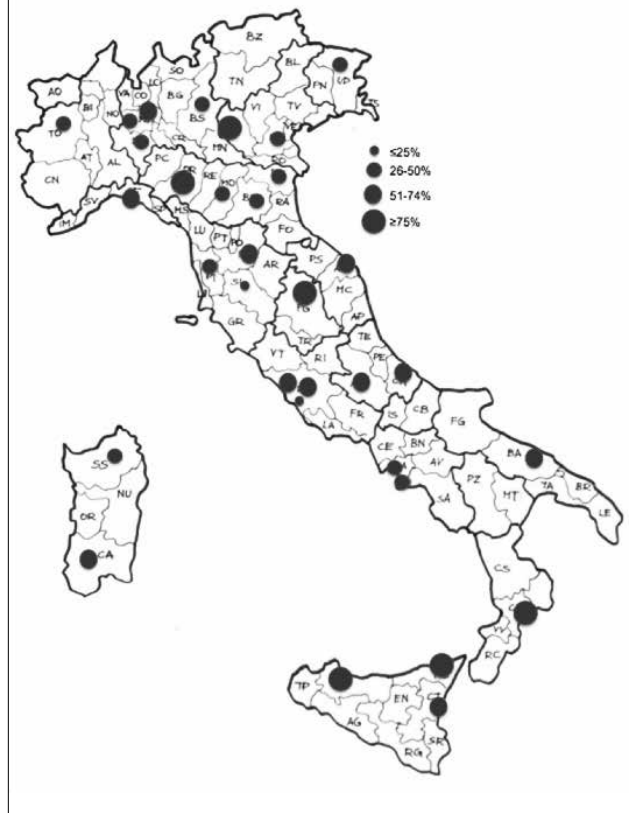 BZ
SO
BL
AO
VA
CO
LC
TN
FN
UD
BI
NO
BG
BS
VI
TV
TS
TO
AT
AL
CR
MN
RO
CN
PC
PR
RE
MO
RA
SV
SP
MS
IM
FO
LU
PT
PO
PS
AR
MC
SI
GR
AP
TR
TE
VT
RI
PE
LA
FR
IS
CB
FG
CE
BN
BA
AV
SA
PZ
MT
TA
BR
LE
SS
NU
OR
CA
CS
VV
RC
TP
EN
CT
AG
SR
RG
≤25%
26-50%
51-74%
≥75%